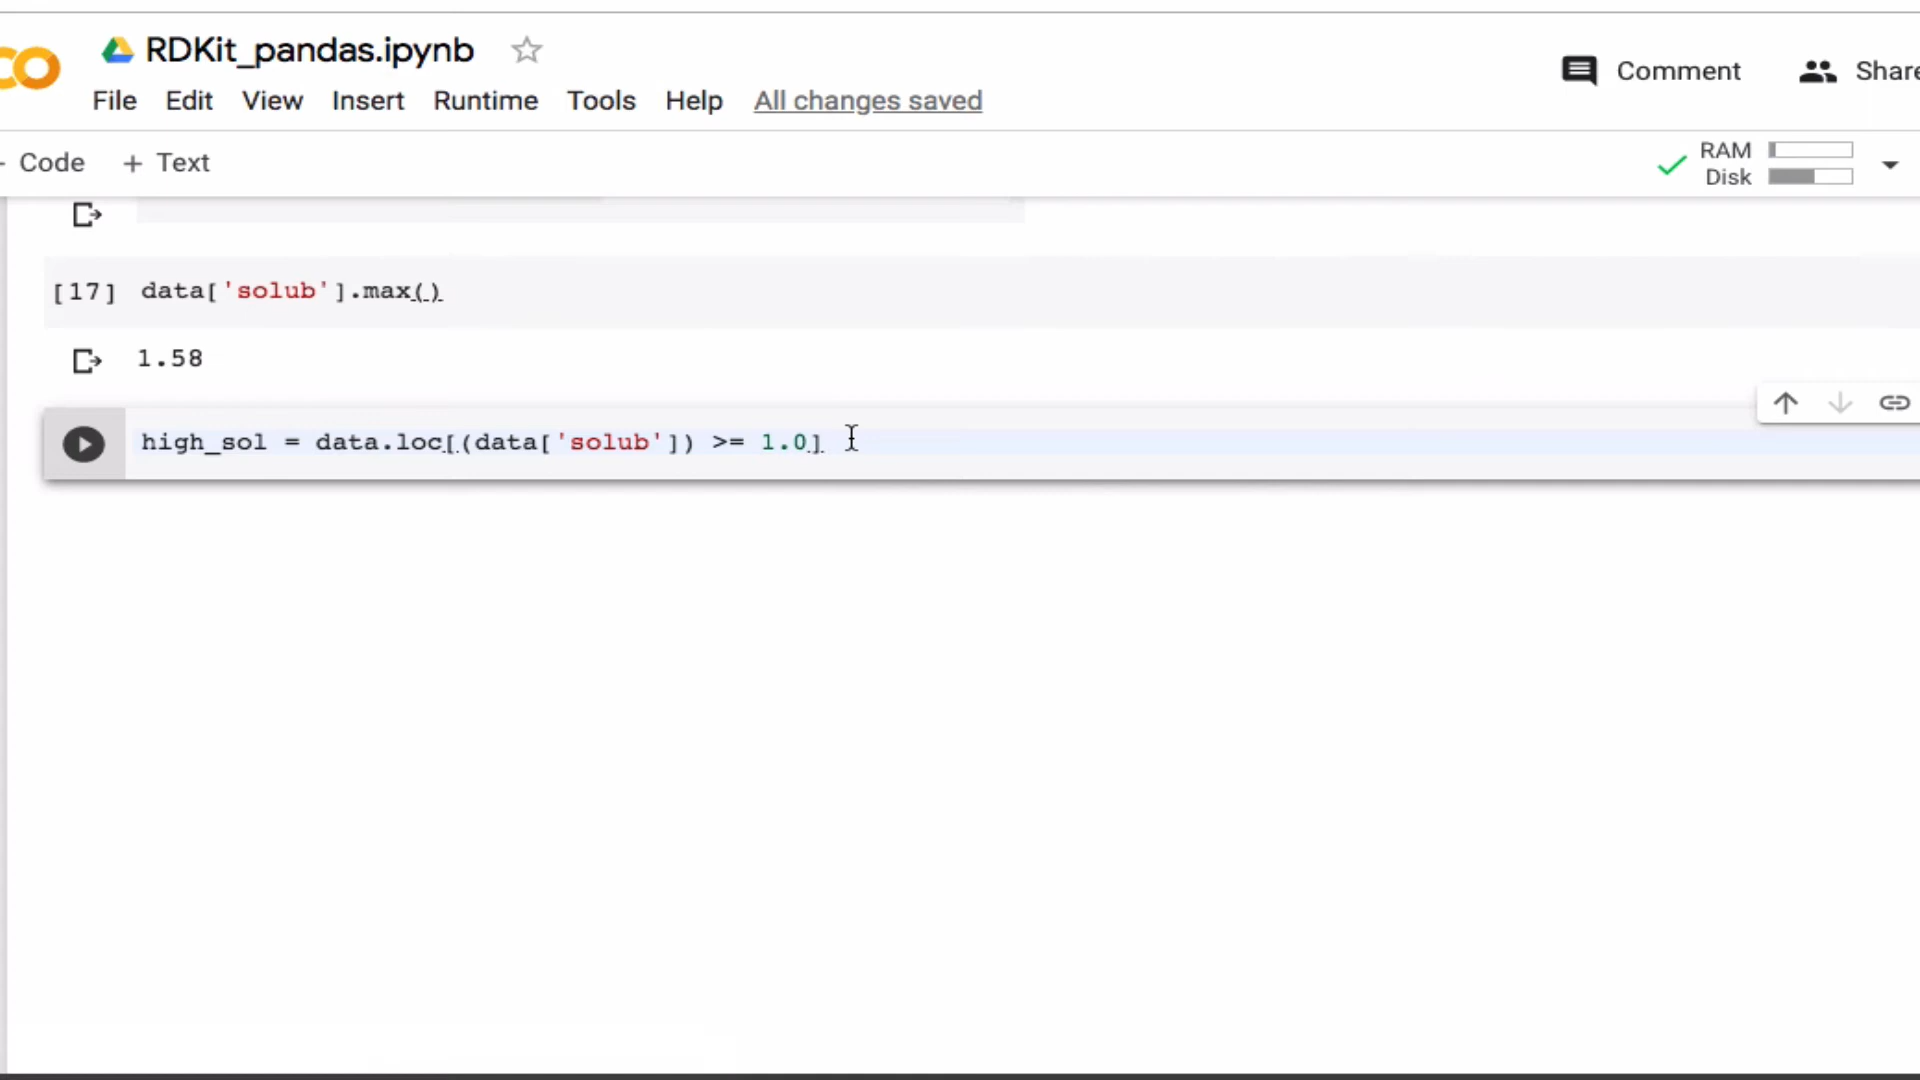 RDKit_pandas.ipynb
Comment
Share
File Edit View Insert Runtime Tools Help All changes saved
Code + Text
RAM
Disk
[17] data['solub'].max()
1.58
high_sol = data.loc[(data['solub']) >= 1.0]